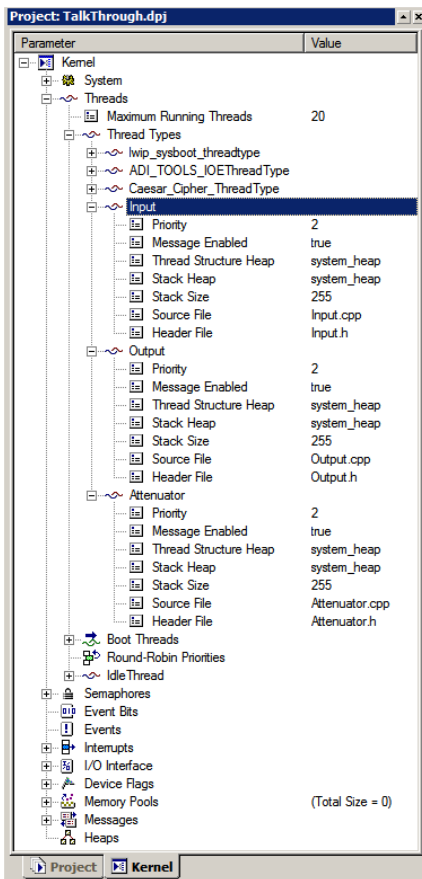 Project: TalkThrough.dpj
Parameter Value
Kernel
System
Threads
Maximum Running Threads 20
Thread Types
lwip_sysboot_threadtype
ADI_TOOLS_IOEThreadType
Caesar_Cipher_ThreadType
Input
Priority 2
Message Enabled true
Thread Structure Heap system_heap
Stack Heap system_heap
Stack Size 255
Source File Input.cpp
Header File Input.h
Output
Priority 2
Message Enabled true
Thread Structure Heap system_heap
Stack Heap system_heap
Stack Size 255
Source File Output.cpp
Header File Output.h
Attenuator
Priority 2
Message Enabled true
Thread Structure Heap system_heap
Stack Heap system_heap
Stack Size 255
Source File Attenuator.cpp
Header File Attenuator.h
Boot Threads
Round-Robin Priorities
IdleThread
Semaphores
Event Bits
Events
Interrupts
I/O Interface
Device Flags
Memory Pools (Total Size = 0)
Messages
Heaps
Project Kernel